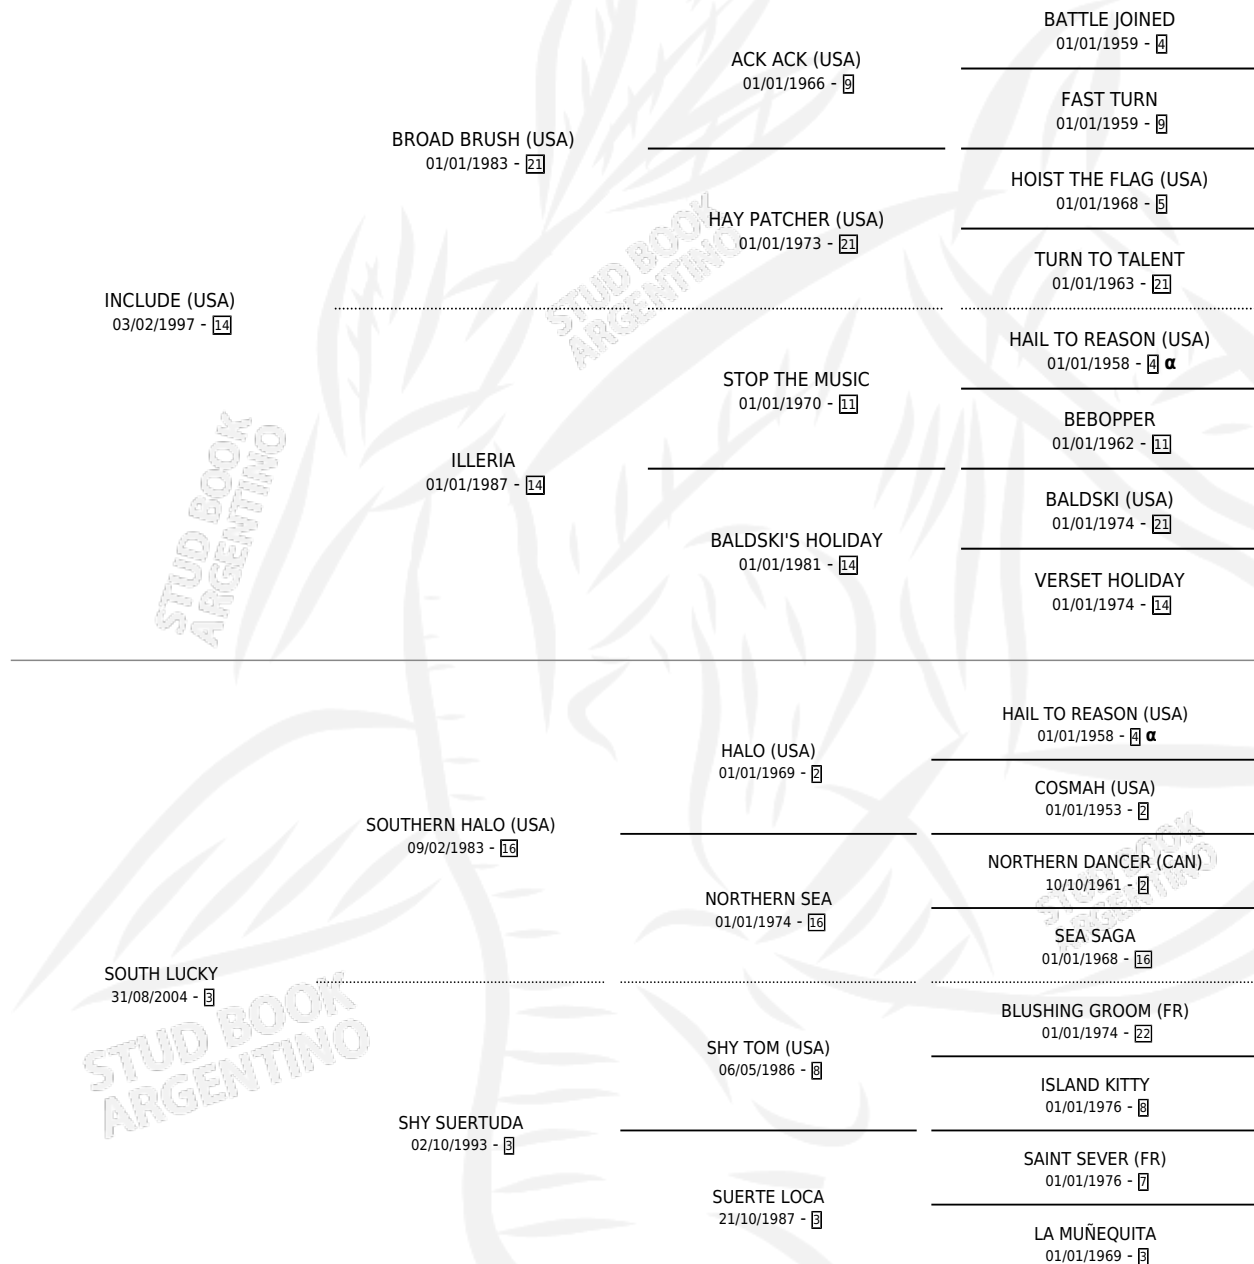 BATTLE JOINED
01/01/1959 - 4
ACK ACK (USA)
01/01/1966 - 9
FAST TURN
01/01/1959 - 9
BROAD BRUSH (USA)
01/01/1983 - 21
HOIST THE FLAG (USA)
01/01/1968 - 5
HAY PATCHER (USA)
01/01/1973 - 21
TURN TO TALENT
01/01/1963 - 21
INCLUDE (USA)
03/02/1997 - 14
HAIL TO REASON (USA)
01/01/1958 - 4 α
STOP THE MUSIC
01/01/1970 - 11
BEBOPPER
01/01/1962 - 11
ILLERIA
01/01/1987 - 14
BALDSKI (USA)
01/01/1974 - 21
BALDSKI'S HOLIDAY
01/01/1981 - 14
VERSET HOLIDAY
01/01/1974 - 14
HAIL TO REASON (USA)
01/01/1958 - 4 α
HALO (USA)
01/01/1969 - 2
COSMAH (USA)
01/01/1953 - 2
SOUTHERN HALO (USA)
09/02/1983 - 16
NORTHERN DANCER (CAN)
10/10/1961 - 2
NORTHERN SEA
01/01/1974 - 16
SEA SAGA
01/01/1968 - 16
SOUTH LUCKY
31/08/2004 - 3
BLUSHING GROOM (FR)
01/01/1974 - 22
SHY TOM (USA)
06/05/1986 - 8
ISLAND KITTY
01/01/1976 - 8
SHY SUERTUDA
02/10/1993 - 3
SAINT SEVER (FR)
01/01/1976 - 7
SUERTE LOCA
21/10/1987 - 3
LA MUÑEQUITA
01/01/1969 - 3
STUD BOOK
ARGENTINO
STUD BOOK
ARGENTINO
STUD BOOK
ARGENTINO
STUD BOOK
ARGENTINO